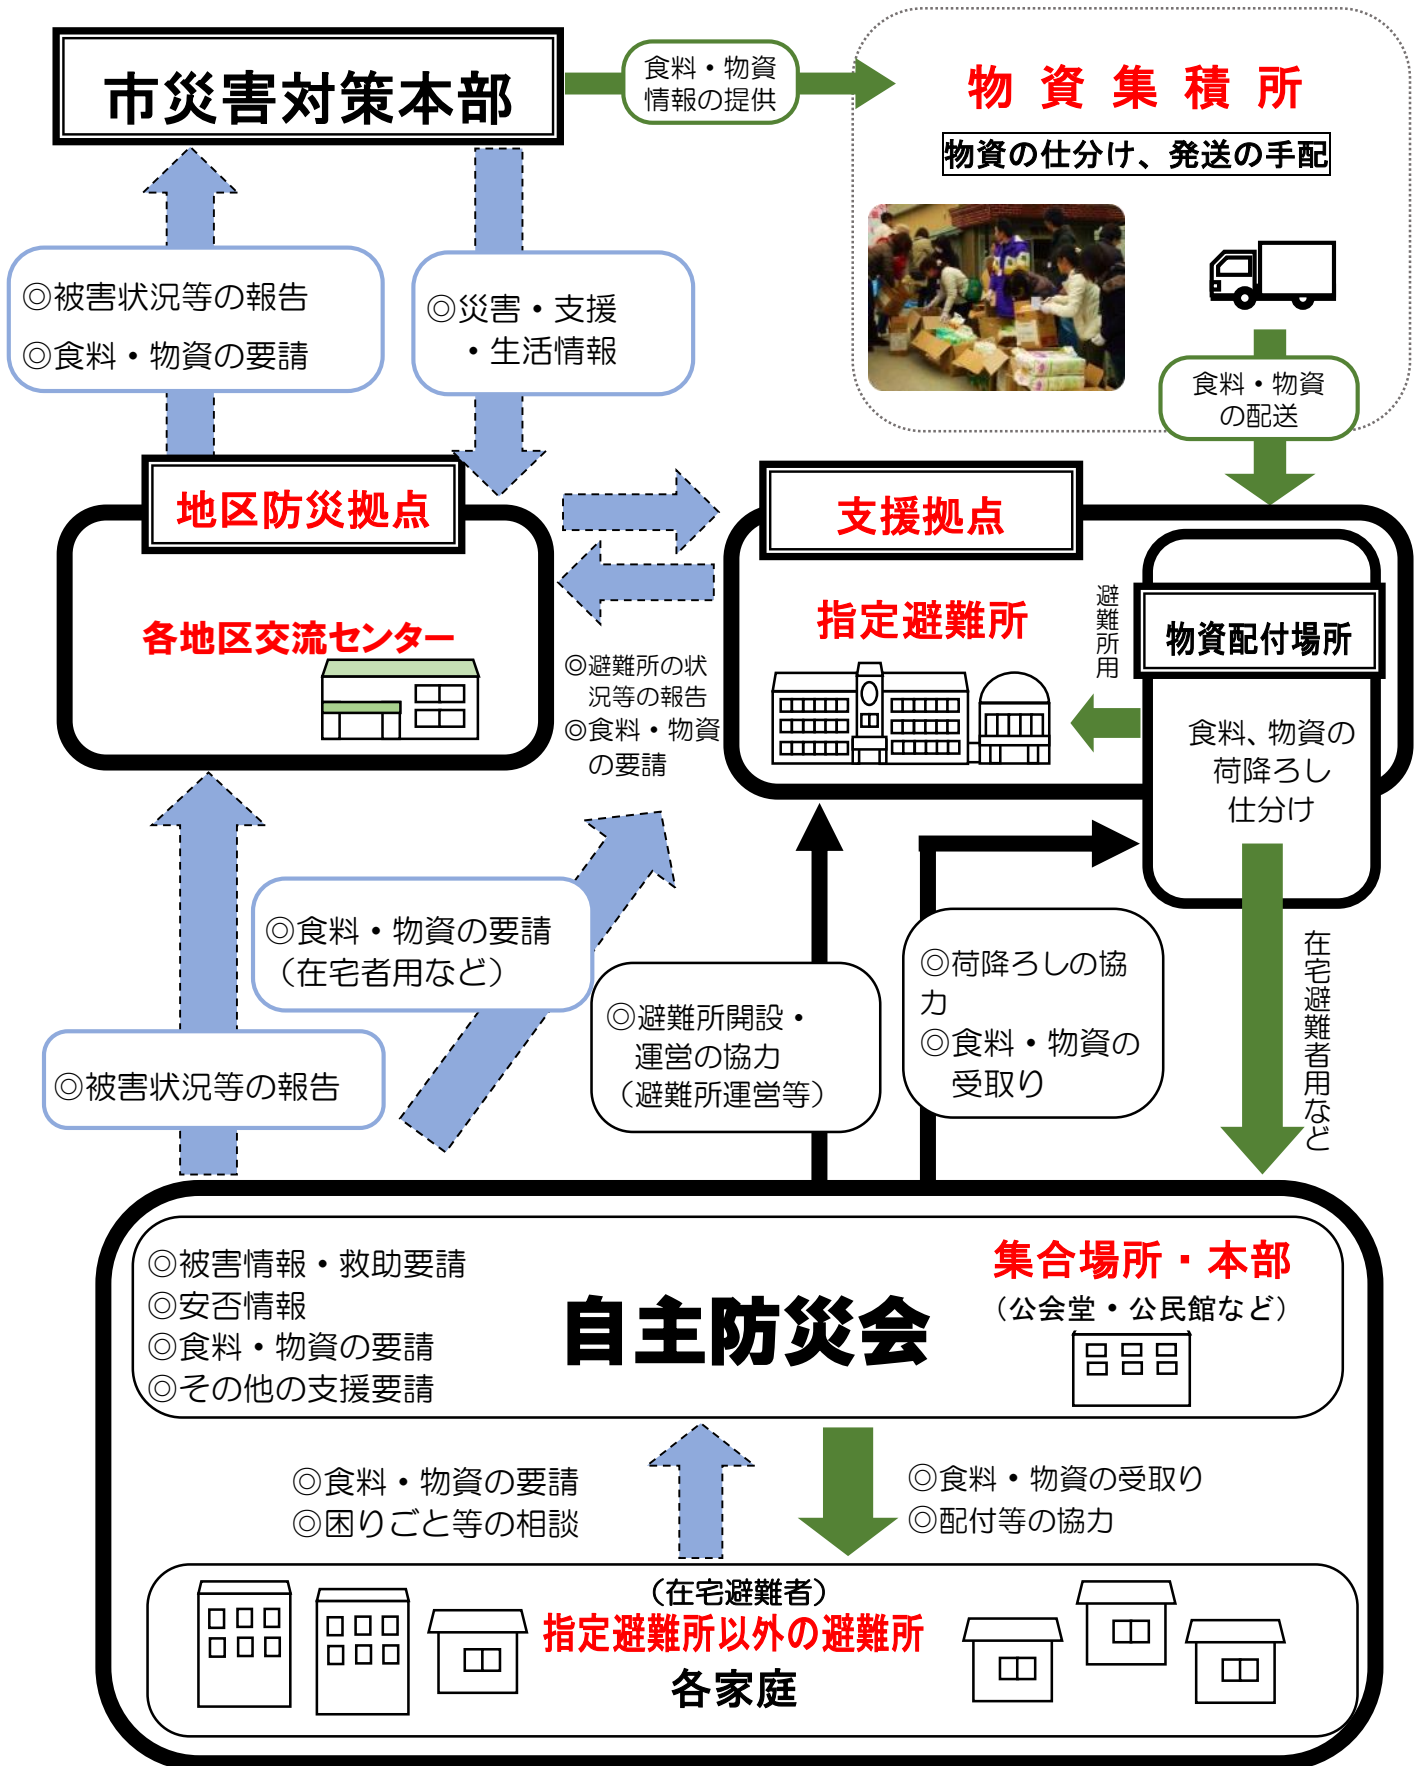 市災害対策本部
食料・物資
情報の提供
物資集積所
物資の仕分け、発送の手配
◎被害状況等の報告
◎食料・物資の要請
◎災害・支援
・生活情報
食料・物資
の配送
地区防災拠点
各地区交流センター
◎避難所の状
況等の報告
◎食料・物資
の要請
支援拠点
指定避難所
避難所用
物資配付場所
食料、物資の
荷降ろし
仕分け
◎食料・物資の要請
（在宅者用など）
◎被害状況等の報告
◎避難所開設・
運営の協力
（避難所運営等）
◎荷降ろしの協
力
◎食料・物資の
受取り
在宅避難者用など
◎被害情報・救助要請
◎安否情報
◎食料・物資の要請
◎その他の支援要請
自主防災会
集合場所・本部
（公会堂・公民館など）
◎食料・物資の要請
◎困りごと等の相談
◎食料・物資の受取り
◎配付等の協力
（在宅避難者）
指定避難所以外の避難所
各家庭